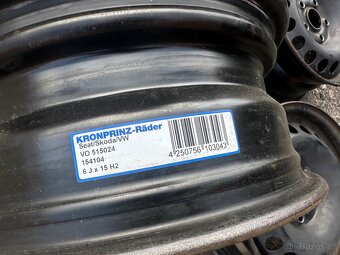 KRONPRINZ-Räder
Seat/Skoda/VW
VO 515024
154104
6 J x 15 H2
4 250756 103043